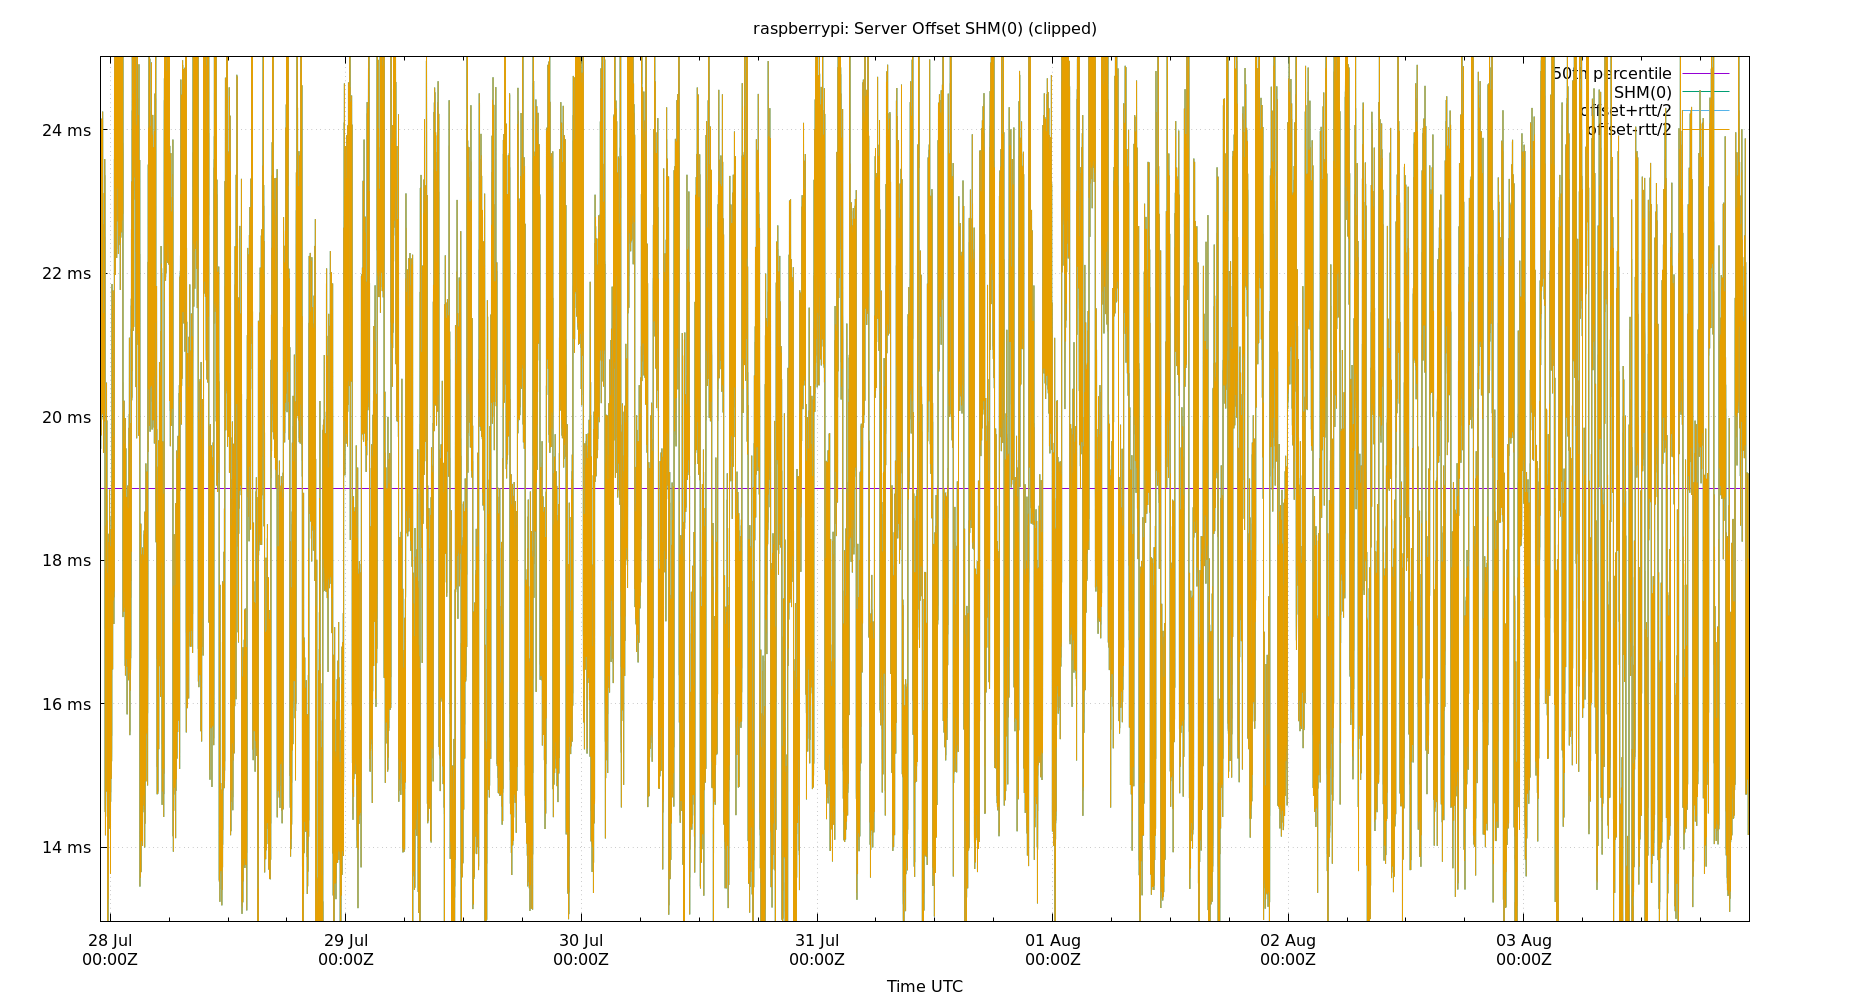 raspberrypi: Server Offset SHM(0) (clipped)
50th percentile
SHM(0)
offset+rtt/2
offset-rtt/2
24 ms
22 ms
20 ms
18 ms
16 ms
14 ms
28 Jul 29 Jul 30 Jul 31 Jul 01 Aug 02 Aug 03 Aug
00:00Z 00:00Z 00:00Z 00:00Z 00:00Z 00:00Z 00:00Z
Time UTC